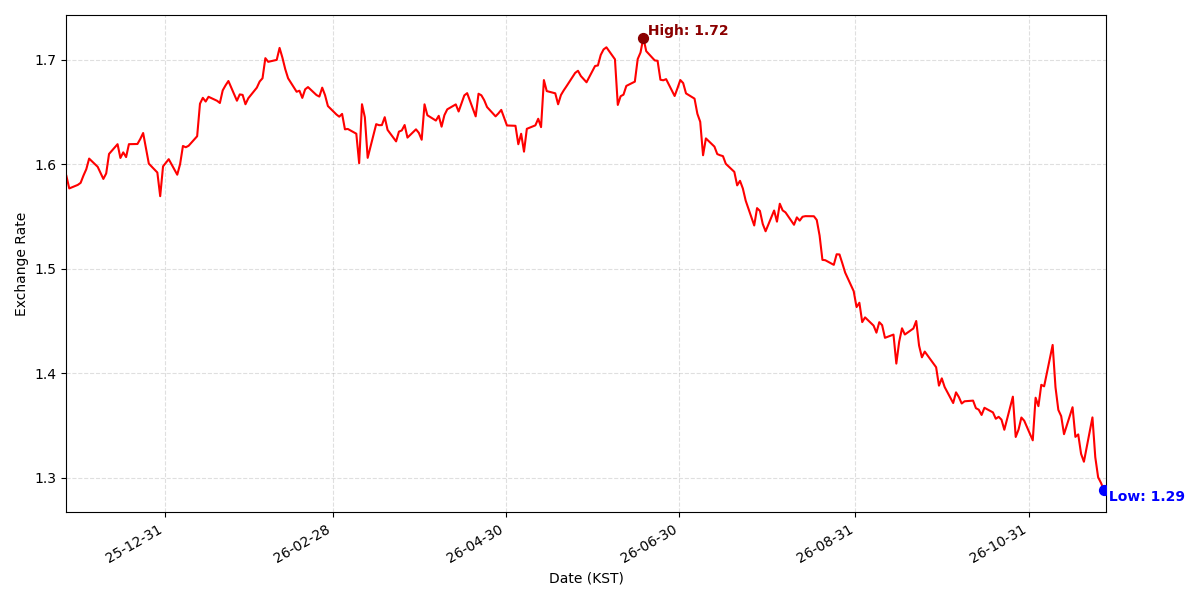 High: 1.72
1.7
1.6
1.5
1.4
1.3
Exchange Rate
Low: 1.29
25-12-31
26-02-28
26-04-30
26-06-30
26-08-31
26-10-31
Date (KST)